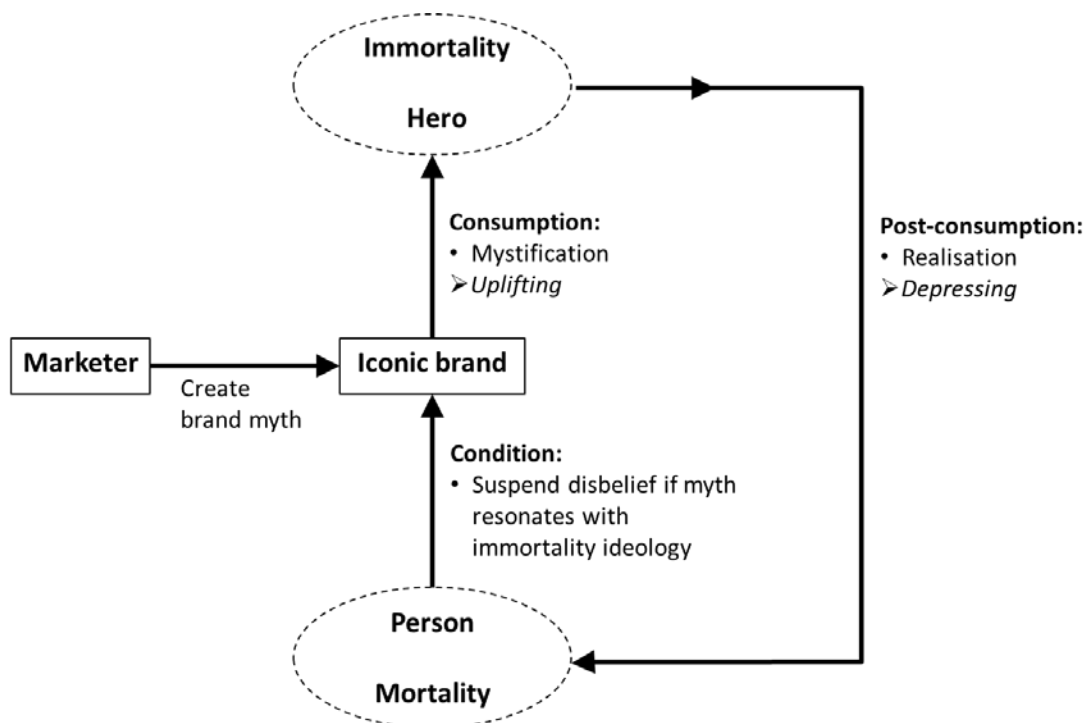 Immortality
Hero
Consumption:
• Mystification
➢Uplifting
Post-consumption:
• Realisation
➢Depressing
Marketer
Iconic brand
Create
brand myth
Condition:
• Suspend disbelief if myth
resonates with
immortality ideology
Person
Mortality